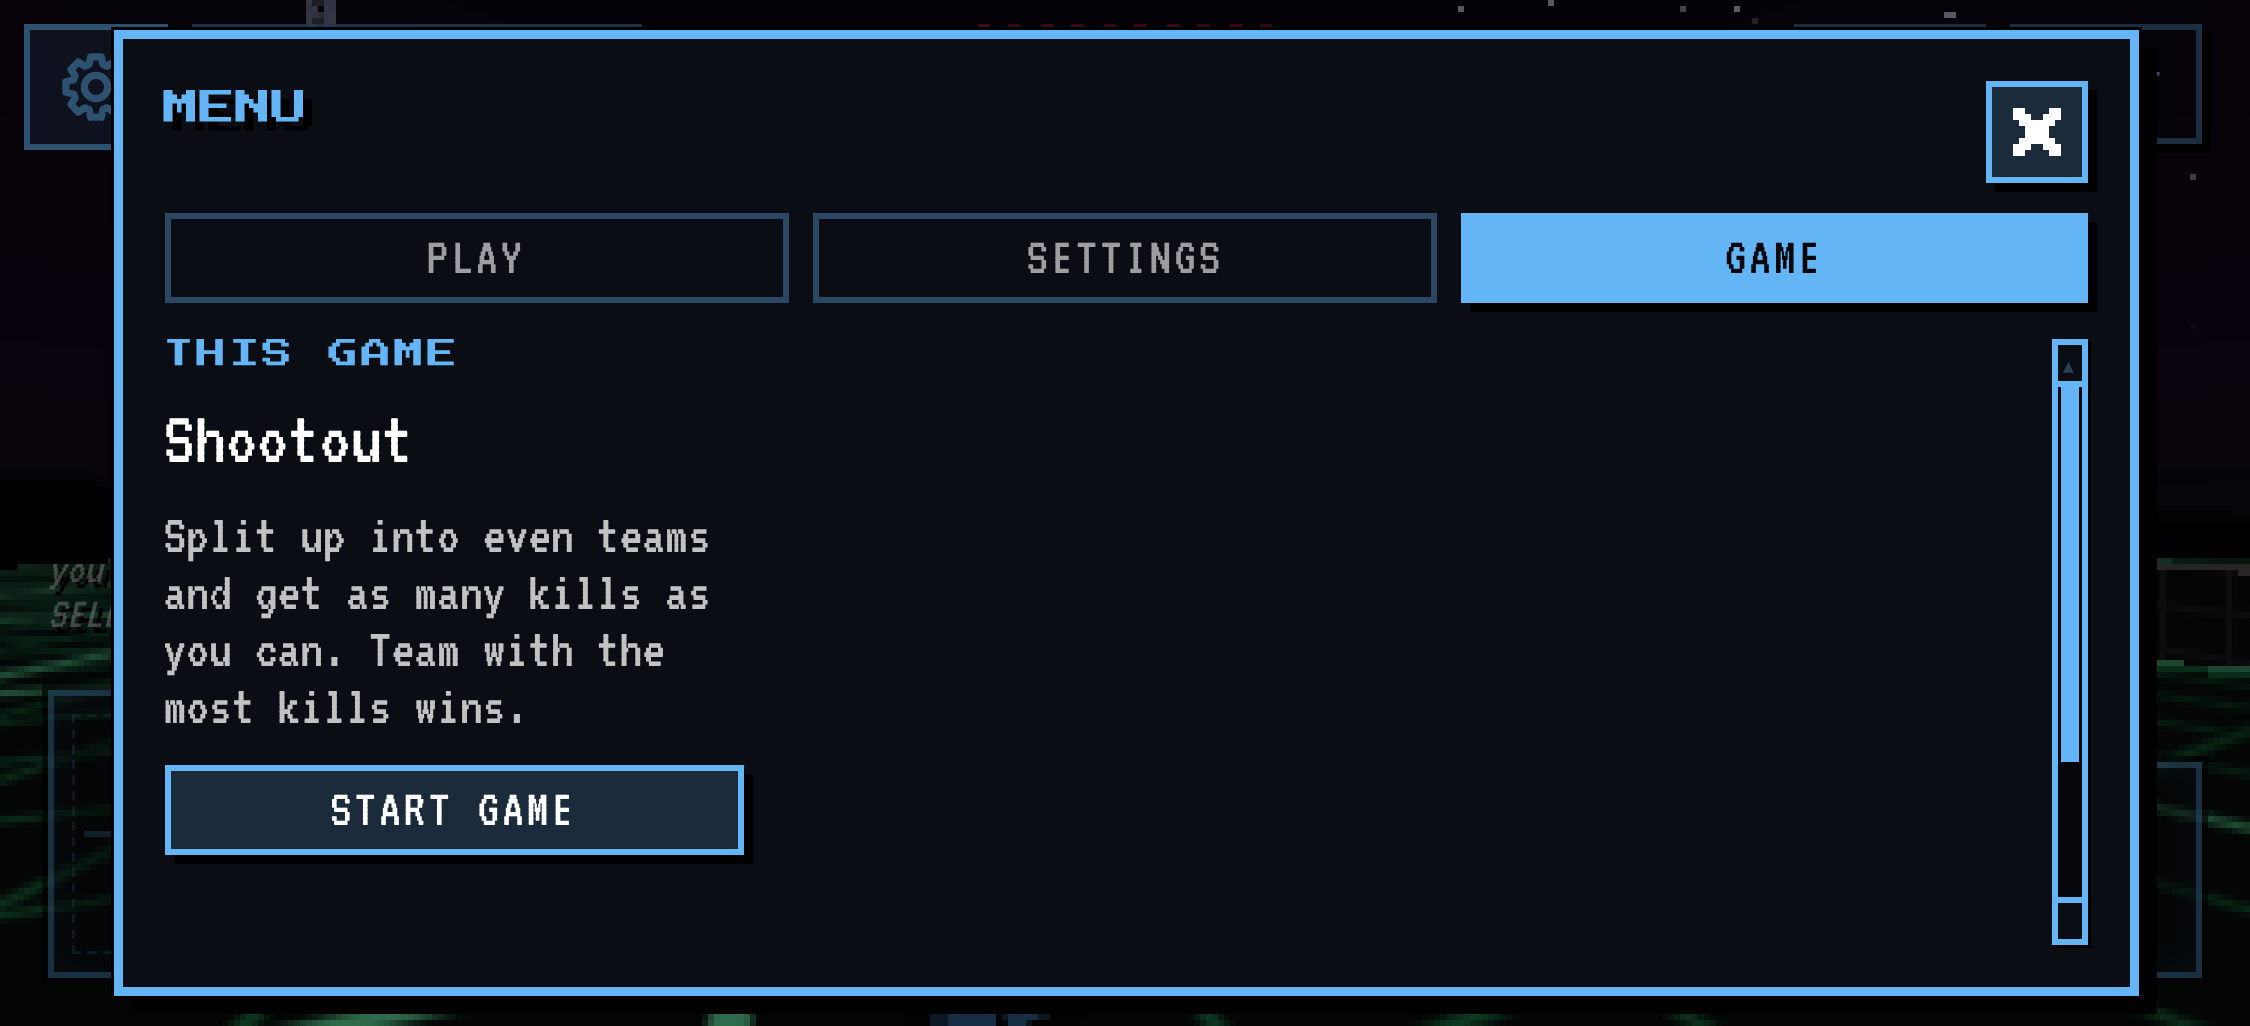 MENU
PLAY
SETTINGS
GAME
THIS GAME
Shootout
Split up into even teams
and get as many kills as
you can. Team with the
most kills wins.
START GAME
you